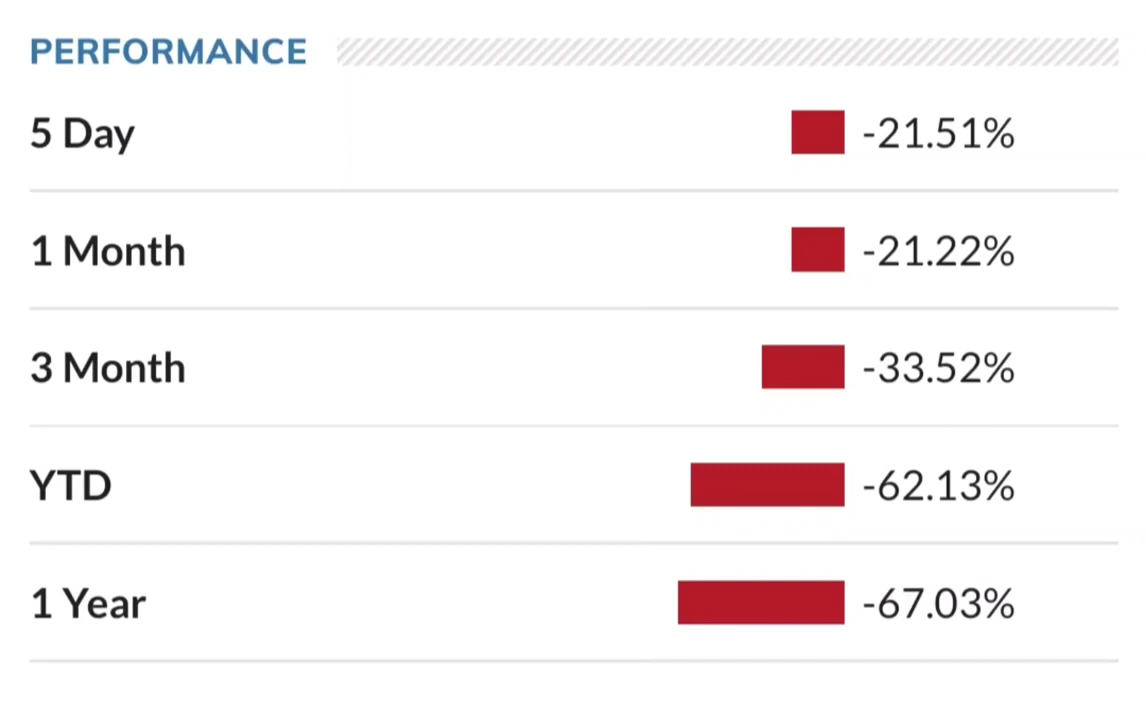 PERFORMANCE
5 Day -21.51%
1 Month -21.22%
3 Month -33.52%
YTD -62.13%
1 Year -67.03%